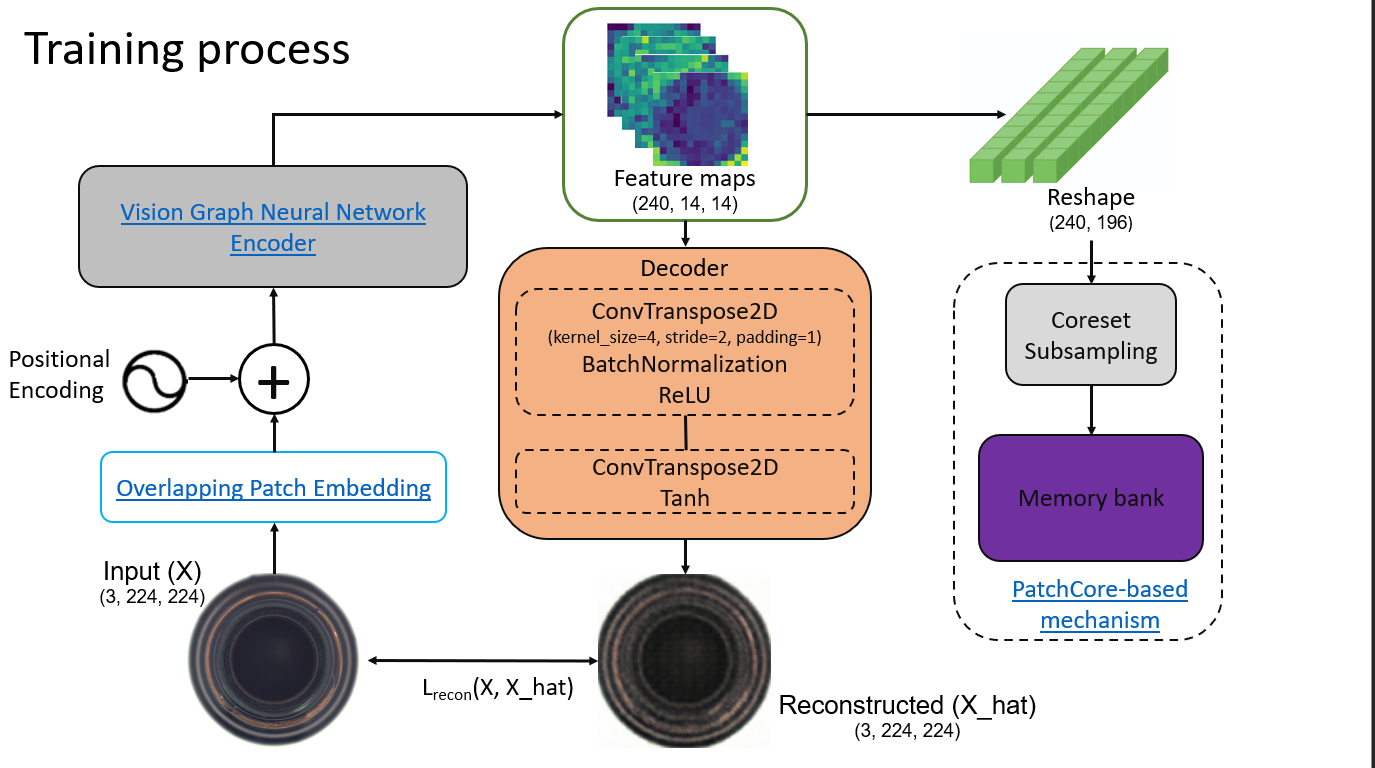 Training process
Feature maps
(240, 14, 14)
Reshape
(240, 196)
Vision Graph Neural Network
Encoder
Decoder
ConvTranspose2D
(kernel_size=4, stride=2, padding=1)
BatchNormalization
ReLU
ConvTranspose2D
Tanh
Coreset
Subsampling
Memory bank
PatchCore-based
mechanism
Positional
Encoding
+
Overlapping Patch Embedding
Input (X)
(3, 224, 224)
Lrecon(X, X_hat)
Reconstructed (X_hat)
(3, 224, 224)